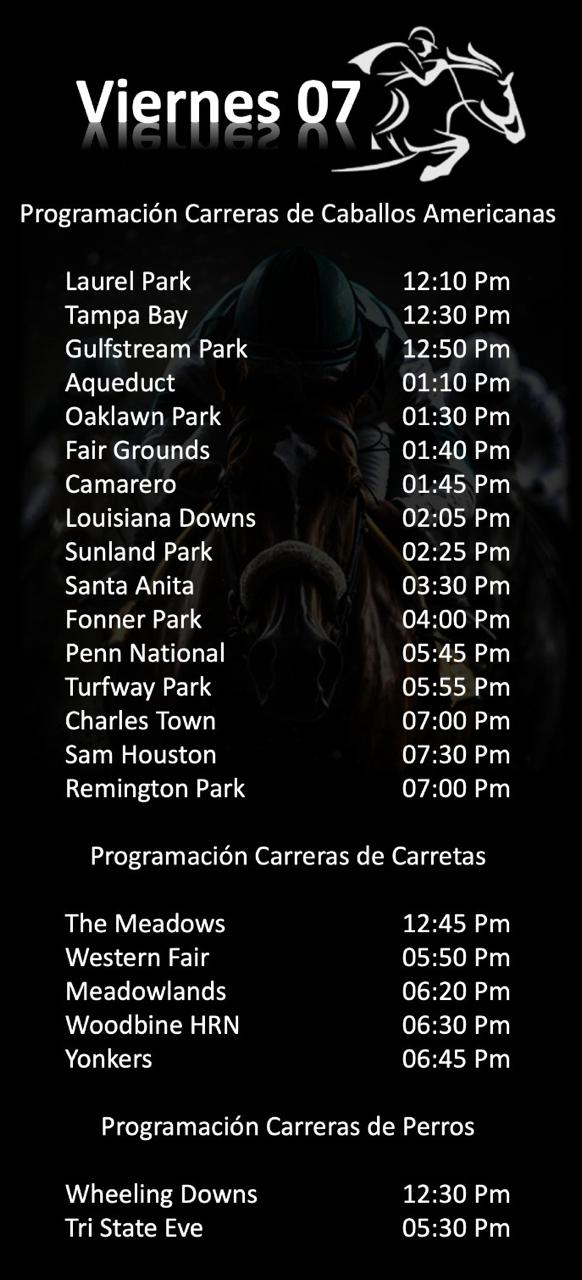 Viernes 07
Programación Carreras de Caballos Americanas
Laurel Park 12:10 Pm
Tampa Bay 12:30 Pm
Gulfstream Park 12:50 Pm
Aqueduct 01:10 Pm
Oaklawn Park 01:30 Pm
Fair Grounds 01:40 Pm
Camarero 01:45 Pm
Louisiana Downs 02:05 Pm
Sunland Park 02:25 Pm
Santa Anita 03:30 Pm
Fonner Park 04:00 Pm
Penn National 05:45 Pm
Turfway Park 05:55 Pm
Charles Town 07:00 Pm
Sam Houston 07:30 Pm
Remington Park 07:00 Pm
Programación Carreras de Carretas
The Meadows 12:45 Pm
Western Fair 05:50 Pm
Meadowlands 06:20 Pm
Woodbine HRN 06:30 Pm
Yonkers 06:45 Pm
Programación Carreras de Perros
Wheeling Downs 12:30 Pm
Tri State Eve 05:30 Pm